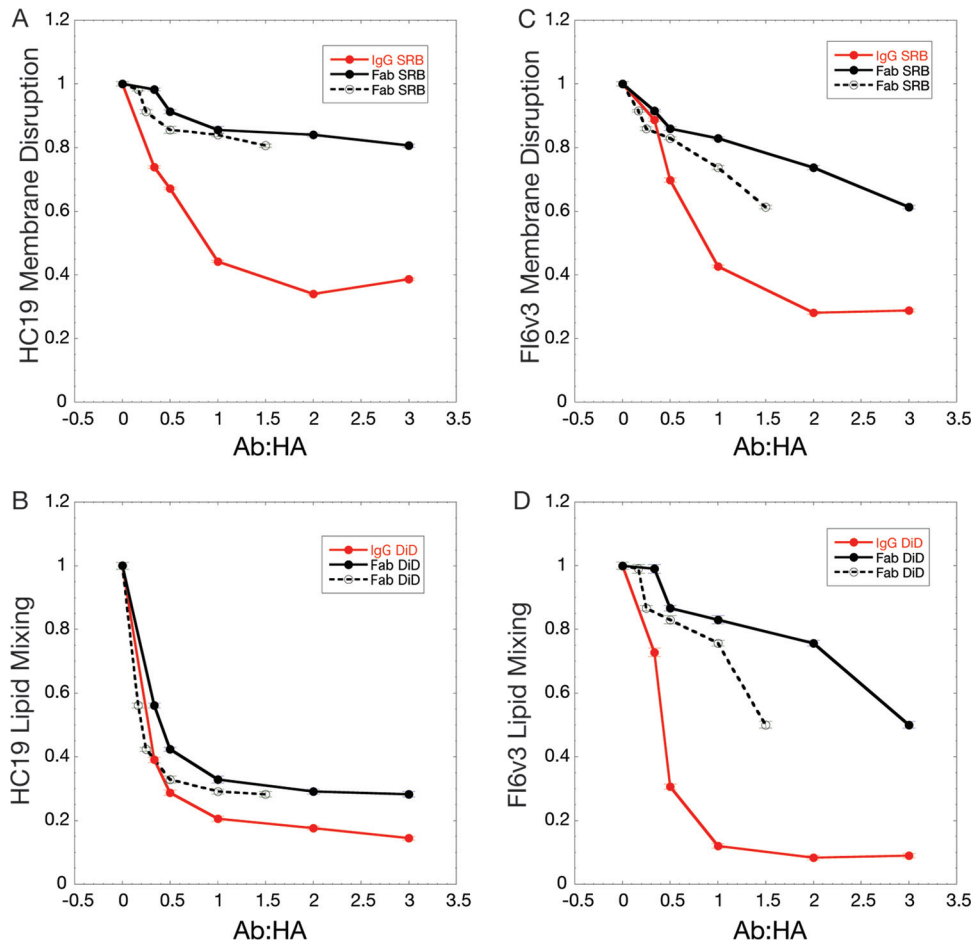 A
HC19 Membrane Disruption
1.2
1
0.8
0.6
0.4
0.2
0
-0.5
0
0.5
1
1.5
2
2.5
3
3.5
Ab:HA
IgG SRB
Fab SRB
Fab SRB
C
FI6v3 Membrane Disruption
1.2
1
0.8
0.6
0.4
0.2
0
-0.5
0
0.5
1
1.5
2
2.5
3
3.5
Ab:HA
IgG SRB
Fab SRB
Fab SRB
B
HC19 Lipid Mixing
1.2
1
0.8
0.6
0.4
0.2
0
-0.5
0
0.5
1
1.5
2
2.5
3
3.5
Ab:HA
IgG DiD
Fab DiD
Fab DiD
D
FI6v3 Lipid Mixing
1.2
1
0.8
0.6
0.4
0.2
0
-0.5
0
0.5
1
1.5
2
2.5
3
3.5
Ab:HA
IgG DiD
Fab DiD
Fab DiD